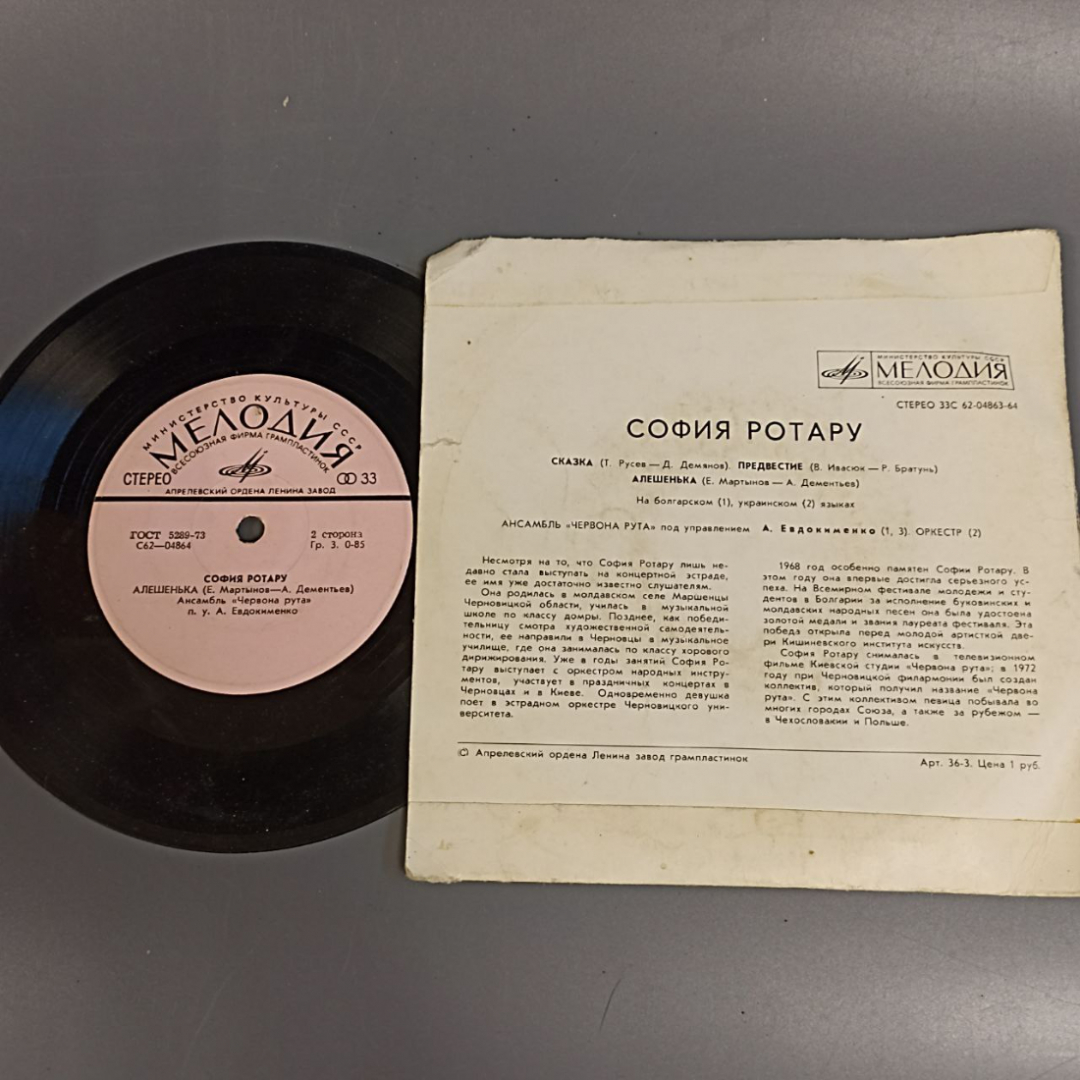 МИНИСТЕРСТВО КУЛЬТУРЫ СССР
МЕЛОДИЯ
ВСЕСОЮЗНАЯ ФИРМА ГРАМПЛАСТИНОК
СТЕРЕО 33
АПРЕЛЕВСКИЙ ОРДЕНА ЛЕНИНА ЗАВОД
ГОСТ 5289-73 2 сторона
С62—04864 Гр. 3. 0-85
СОФИЯ РОТАРУ
АЛЕШЕНЬКА (Е. Мартынов—А. Дементьев)
Ансамбль «Червона рута»
п. у. А. Евдокименко
МИНИСТЕРСТВО КУЛЬТУРЫ СССР
МЕЛОДИЯ
ВСЕСОЮЗНАЯ ФИРМА ГРАМПЛАСТИНОК
СТЕРЕО 33С 62-04863-64
СОФИЯ РОТАРУ
СКАЗКА (Т. Русев — Д. Демянов). ПРЕДВЕСТИЕ (В. Ивасюк — Р. Братунь)
АЛЕШЕНЬКА (Е. Мартынов — А. Дементьев)
На болгарском (1), украинском (2) языках
АНСАМБЛЬ «ЧЕРВОНА РУТА» под управлением А. Евдокименко (1, 3). ОРКЕСТР (2)
Несмотря на то, что София Ротару лишь не-
давно стала выступать на концертной эстраде,
ее имя уже достаточно известно слушателям.
Она родилась в молдавском селе Маршенцы
Черновицкой области, училась в музыкальной
школе по классу домры. Позднее, как победи-
тельницу смотра художественной самодеятель-
ности, ее направили в Черновцы в музыкальное
училище, где она занималась по классу хорового
дирижирования. Уже в годы занятий София Ро-
тару выступает с оркестром народных инстру-
ментов, участвует в праздничных концертах в
Черновцах и в Киеве. Одновременно девушка
поет в эстрадном оркестре Черновицкого уни-
верситета.
1968 год особенно памятен Софии Ротару. В
этом году она впервые достигла серьезного ус-
пеха. На Всемирном фестивале молодежи и сту-
дентов в Болгарии за исполнение буковинских и
молдавских народных песен она была удостоена
золотой медали и звания лауреата фестиваля. Эта
победа открыла перед молодой артисткой две-
ри Кишиневского института искусств.
София Ротару снималась в телевизионном
фильме Киевской студии «Червона рута»; в 1972
году при Черновицкой филармонии был создан
коллектив, который получил название «Червона
рута». С этим коллективом певица побывала во
многих городах Союза, а также за рубежом —
в Чехословакии и Польше.
© Апрелевский ордена Ленина завод грампластинок
Арт. 36-3. Цена 1 руб.